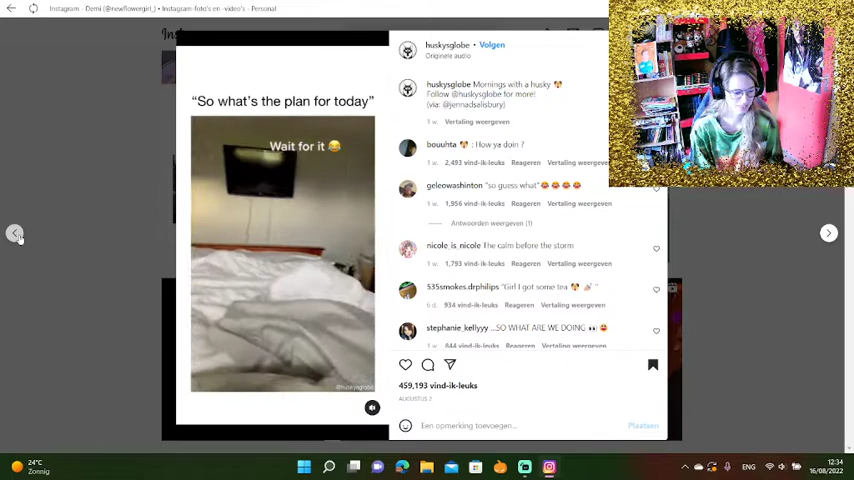 Instagram - Demi (@newflowergirl_) • Instagram-foto's en -video's - Personal
"So what's the plan for today"
Wait for it 😂
@huskysglobe
huskysglobe • Volgen
Originele audio
huskysglobe Mornings with a husky
Follow @huskysglobe for more!
(via: @jennadsalisbury)
1 w. Vertaling weergeven
bouuhta : How ya doin ?
1 w. 2,493 vind-ik-leuks Reageren Vertaling weergeven
geleowashinton "so guess what"
1 w. 1,956 vind-ik-leuks Reageren Vertaling weergeven
Antwoorden weergeven (1)
nicole_is_nicole The calm before the storm
1 w. 1,793 vind-ik-leuks Reageren Vertaling weergeven
535smokes.drphilips "Girl I got some tea "
6 d. 934 vind-ik-leuks Reageren Vertaling weergeven
stephanie_kellyyy ...SO WHAT ARE WE DOING 👀
1 w. 844 vind-ik-leuks Reageren Vertaling weergeven
459,193 vind-ik-leuks
AUGUSTUS 2
Een opmerking toevoegen...
Plaatsen
24°C
Zonnig
ENG
12:34
16/08/2022